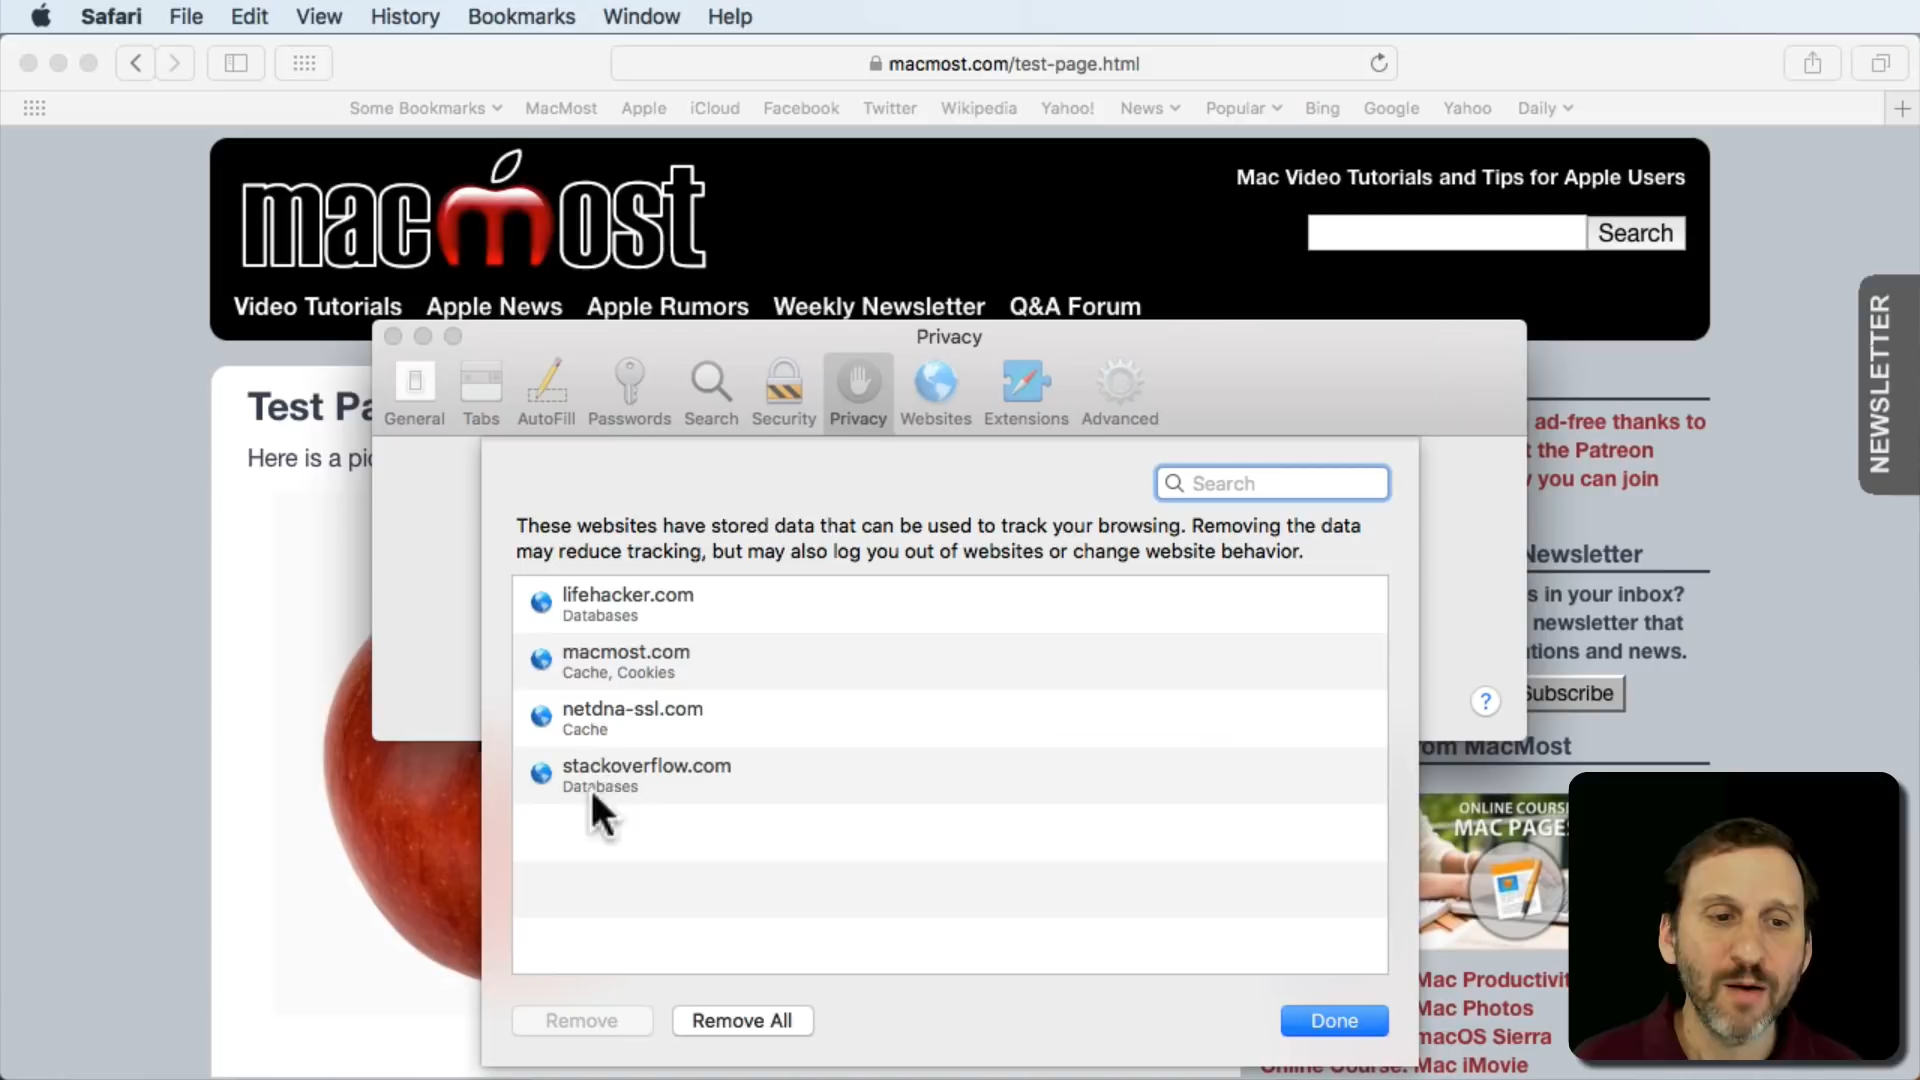 Safari File Edit View History Bookmarks Window Help
macmost.com/test-page.html
Some Bookmarks MacMost Apple iCloud Facebook Twitter Wikipedia Yahoo! News Popular Bing Google Yahoo Daily
macmost
Mac Video Tutorials and Tips for Apple Users
Search
Video Tutorials Apple News Apple Rumors Weekly Newsletter Q&A Forum
NEWSLETTER
Privacy
General Tabs AutoFill Passwords Search Security Privacy Websites Extensions Advanced
Test Pa
Here is a pic
ad-free thanks to
the Patreon
you can join
Search
These websites have stored data that can be used to track your browsing. Removing the data
may reduce tracking, but may also log you out of websites or change website behavior.
lifehacker.com
Databases
macmost.com
Cache, Cookies
netdna-ssl.com
Cache
stackoverflow.com
Databases
Newsletter
s in your inbox?
newsletter that
tions and news.
?
Subscribe
om MacMost
ONLINE COURS
MAC PAGES
Remove
Remove All
Done
Mac Productivit
Mac Photos
macOS Sierra
Online Course: Mac iMovie